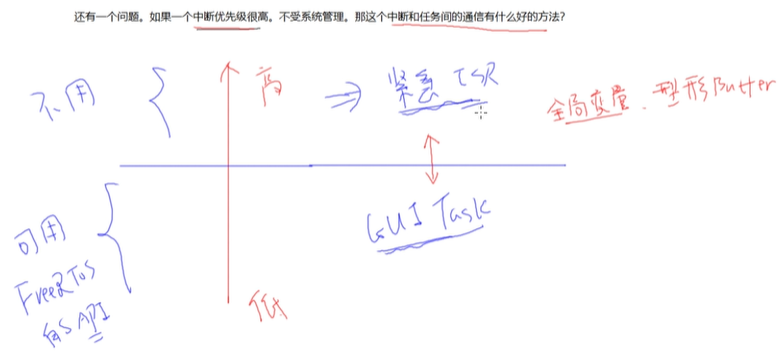 还有一个问题。如果一个中断优先级很高。不受系统管理。那这个中断和任务间的通信有什么好的方法？
不用
高
紧急 ISR
全局变量、环形Buffer
GUI Task
可用
FreeRTOS
的API
低